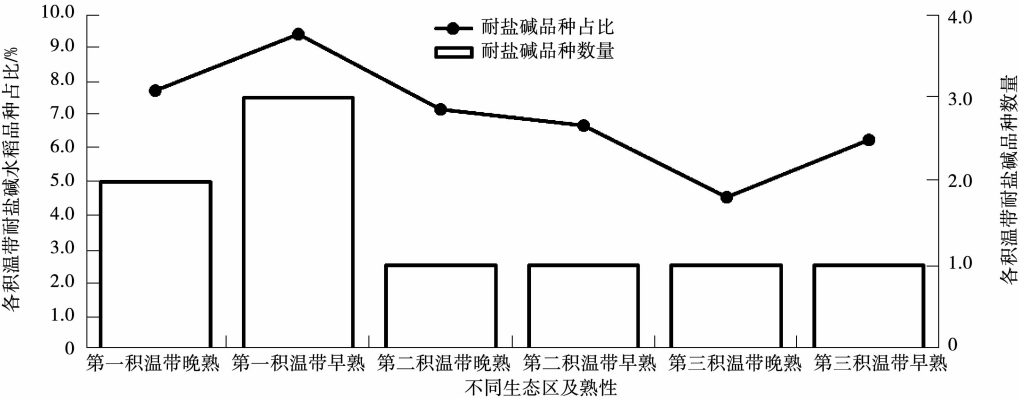 各积温带耐盐碱水稻品种占比/%
10.0
9.0
8.0
7.0
6.0
5.0
4.0
3.0
2.0
1.0
0
耐盐碱品种占比
耐盐碱品种数量
4.0
3.0
2.0
1.0
0
各积温带耐盐碱品种数量
第一积温带晚熟 第一积温带早熟 第二积温带晚熟 第二积温带早熟 第三积温带晚熟 第三积温带早熟
不同生态区及熟性